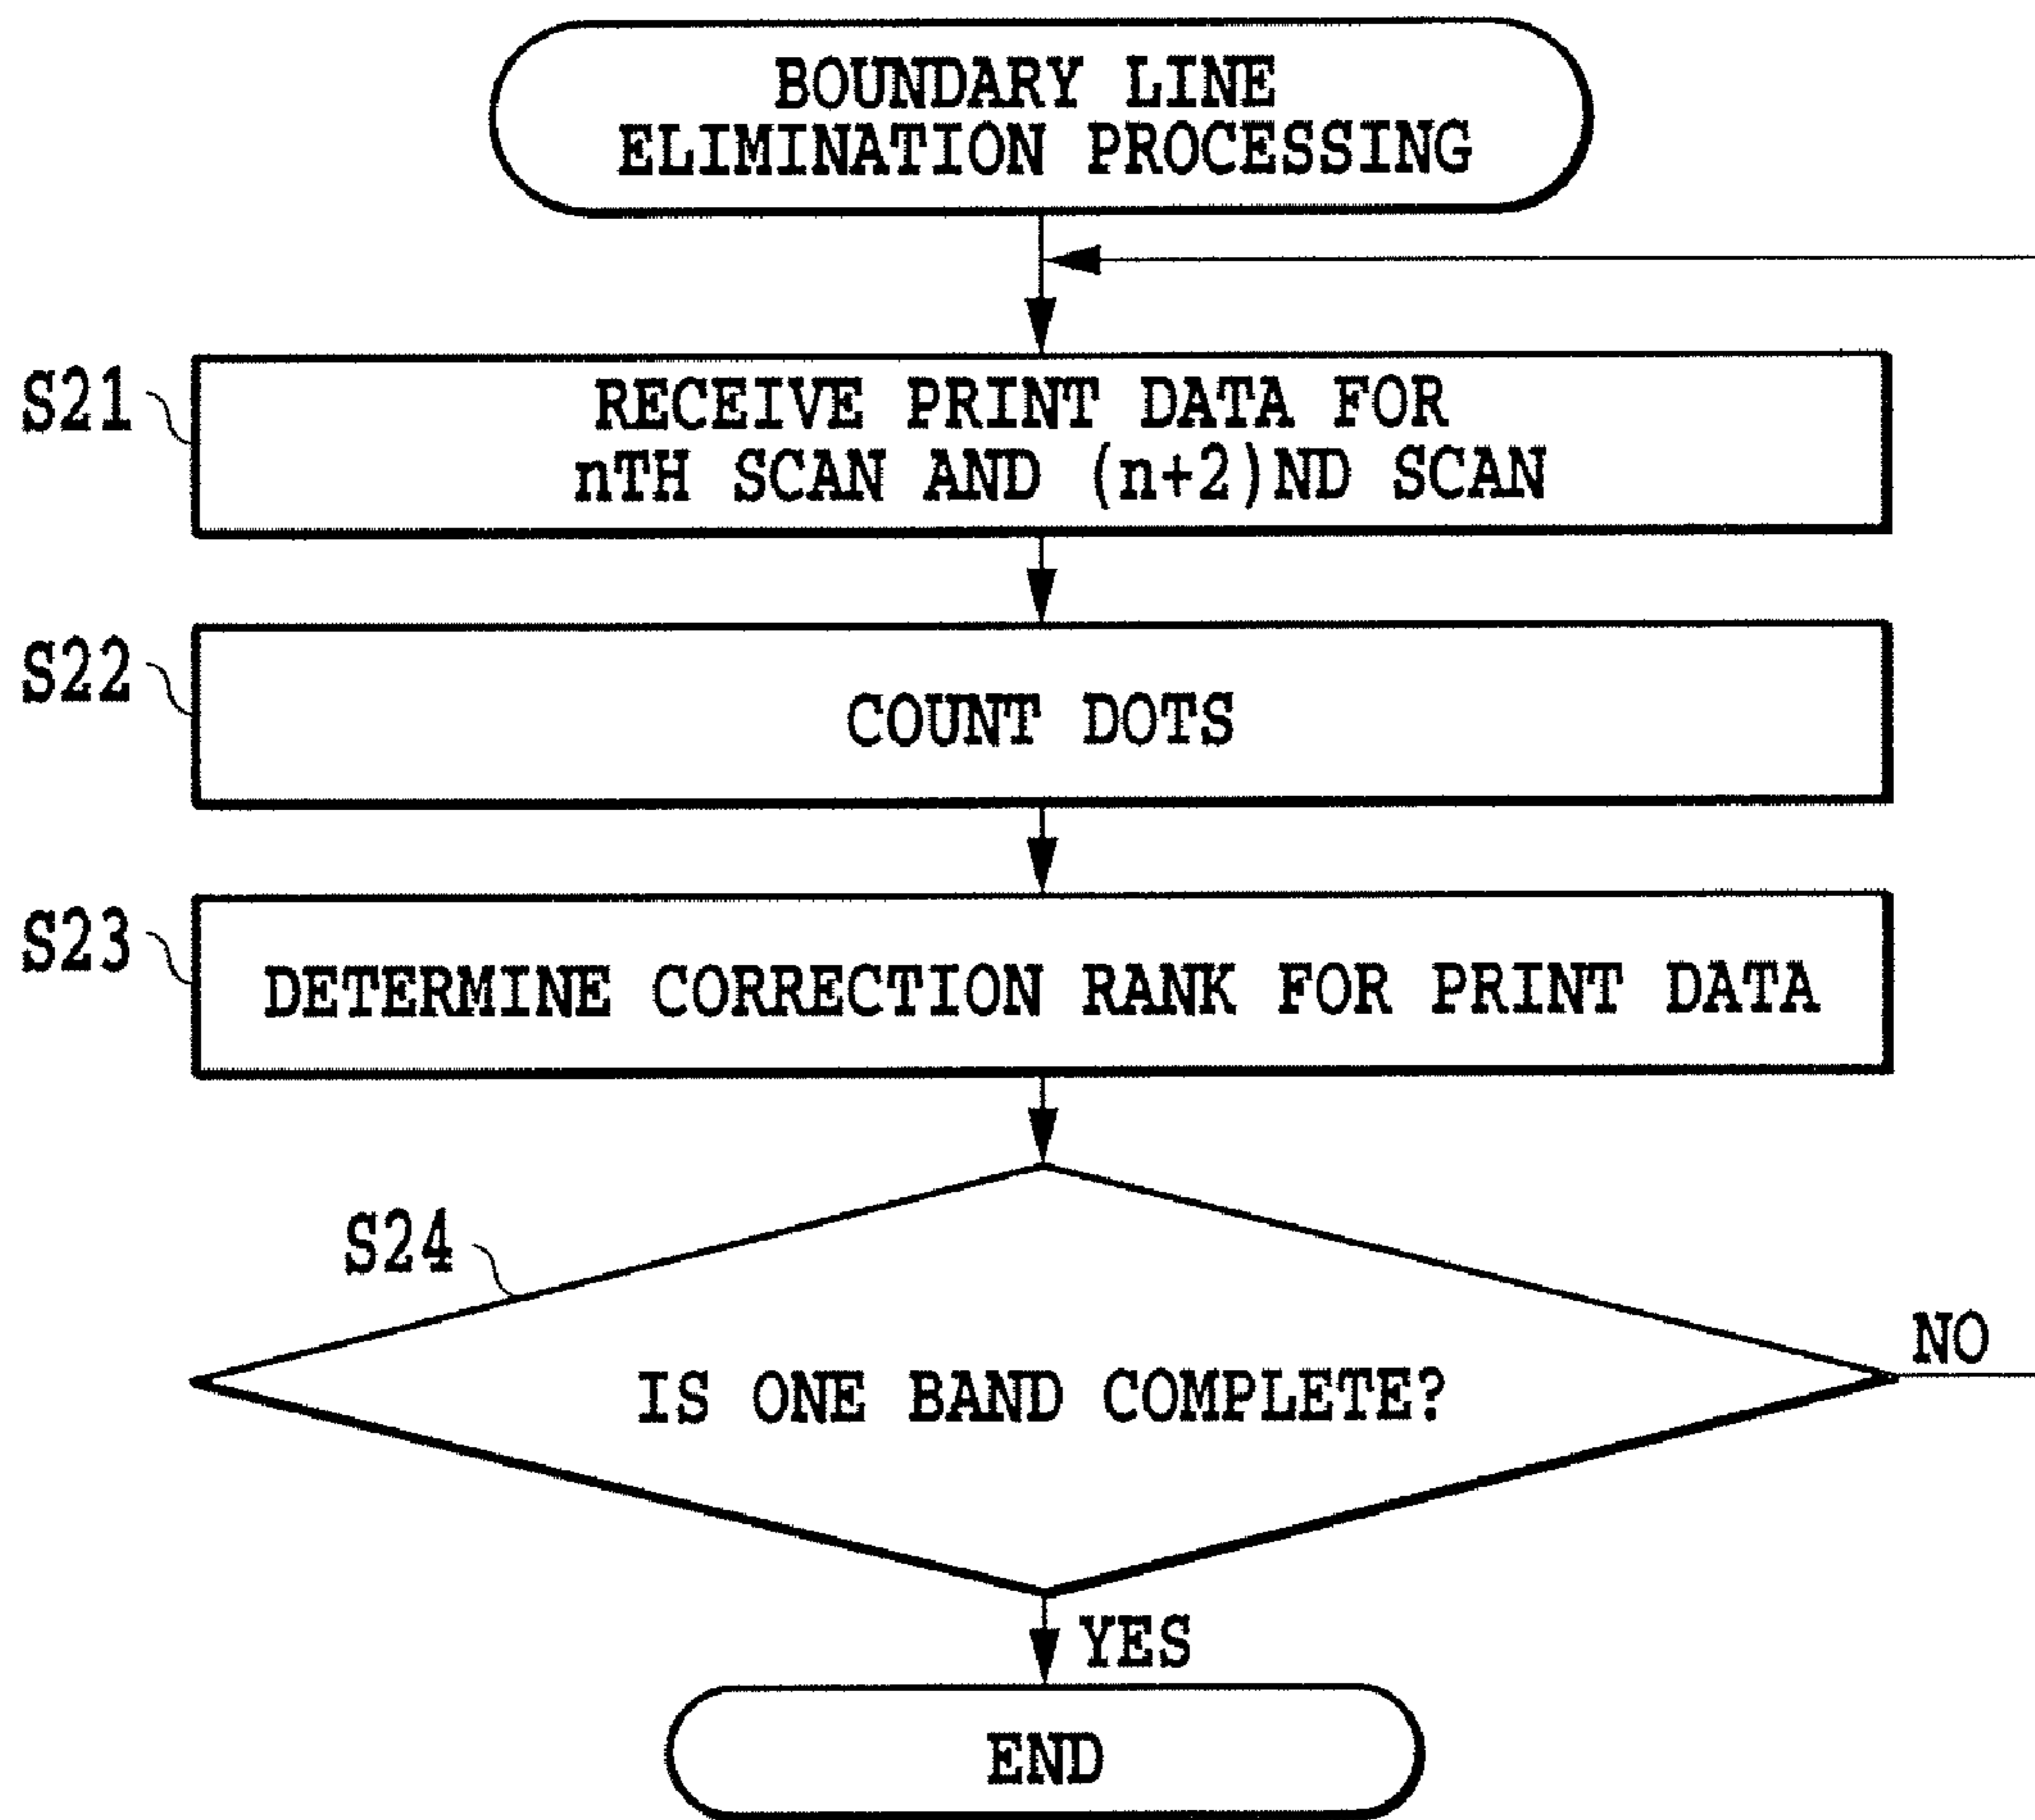 BOUNDARY LINE
ELIMINATION PROCESSING
S21
RECEIVE PRINT DATA FOR
nTH SCAN AND (n+2)ND SCAN
S22
COUNT DOTS
S23
DETERMINE CORRECTION RANK FOR PRINT DATA
S24
IS ONE BAND COMPLETE?
NO
YES
END